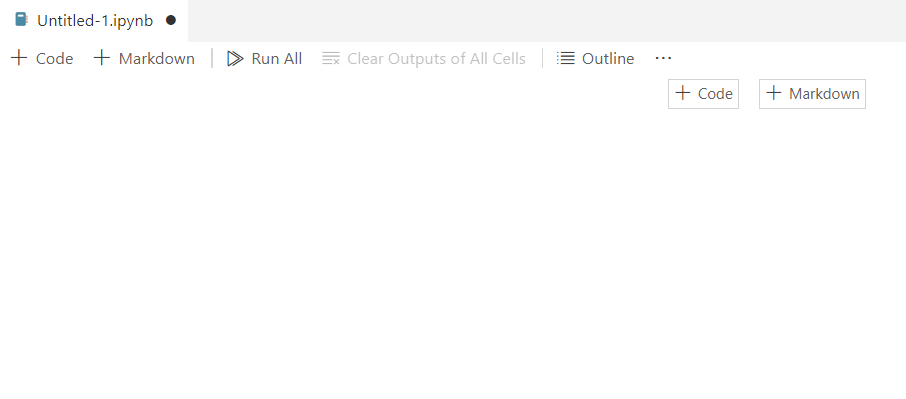 Untitled-1.ipynb
Code Markdown Run All Clear Outputs of All Cells Outline ...
Code Markdown